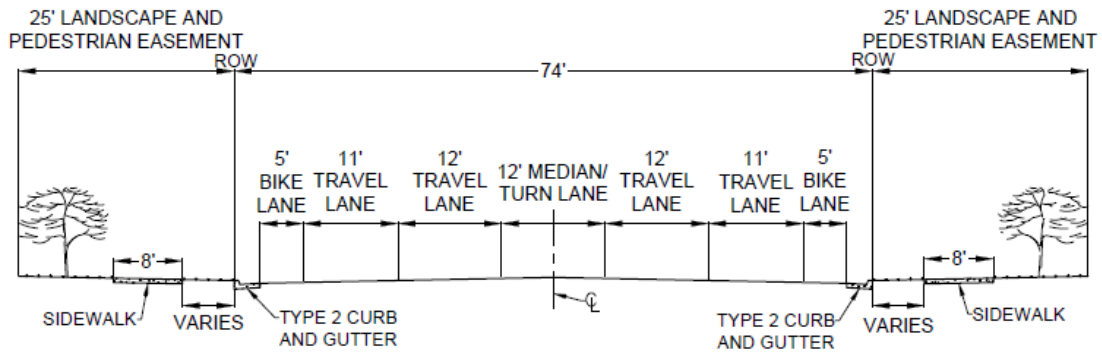 25' LANDSCAPE AND
PEDESTRIAN EASEMENT
ROW
74'
ROW
25' LANDSCAPE AND
PEDESTRIAN EASEMENT
5'
BIKE
LANE
11'
TRAVEL
LANE
12'
TRAVEL
LANE
12' MEDIAN/
TURN LANE
12'
TRAVEL
LANE
11'
TRAVEL
LANE
5'
BIKE
LANE
8'
8'
SIDEWALK
VARIES
TYPE 2 CURB
AND GUTTER
℄
TYPE 2 CURB
AND GUTTER
VARIES
SIDEWALK